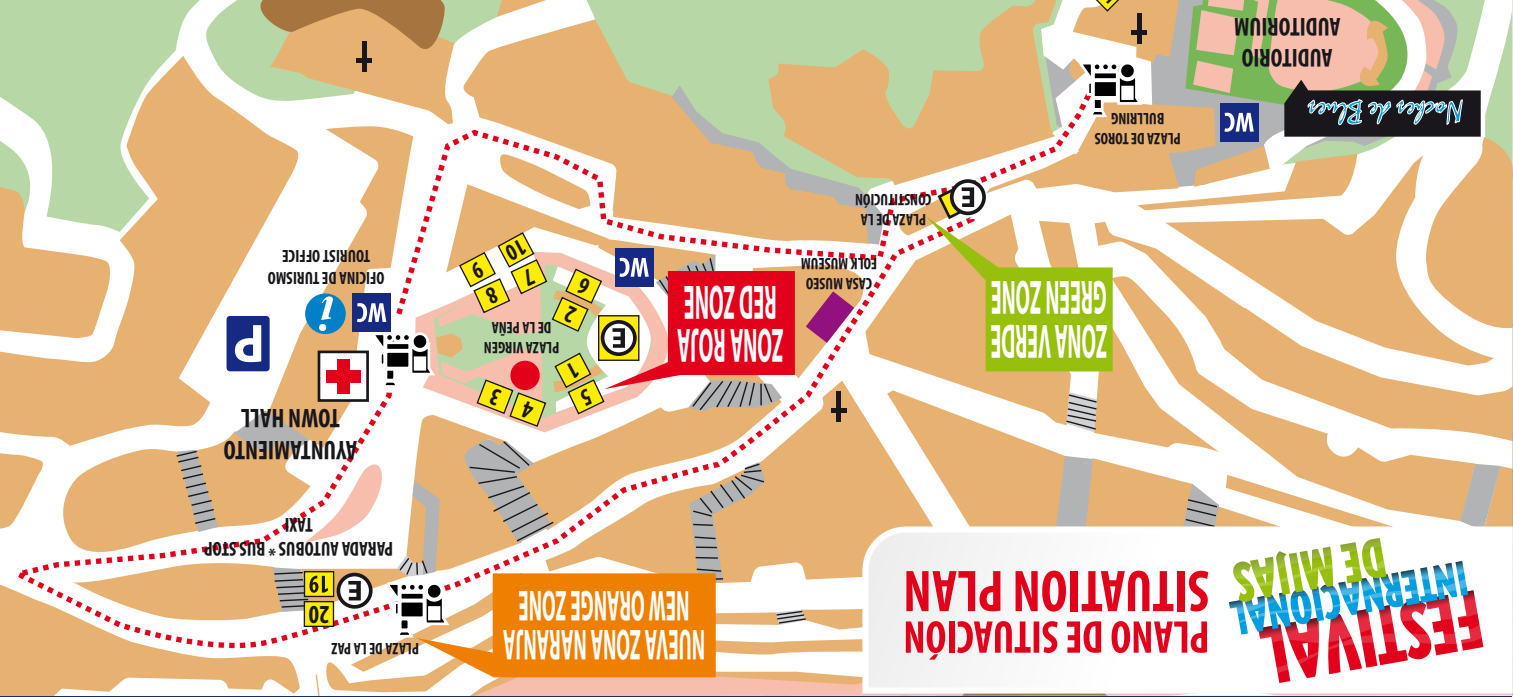 FESTIVAL
INTERNACIONAL
DE MIJAS
PLANO DE SITUACIÓN
SITUATION PLAN
NUEVA ZONA NARANJA
NEW ORANGE ZONE
PLAZA DE LA PAZ
20
19
E
PARADA AUTOBUS * BUS STOP
TAXI
AYUNTAMIENTO
TOWN HALL
ZONA VERDE
GREEN ZONE
ZONA ROJA
RED ZONE
5
4
3
1
E
PLAZA VIRGEN
DE LA PEÑA
2
6
8
7
9
10
P
WC
i
OFICINA DE TURISMO
TOURIST OFFICE
WC
CASA MUSEO
FOLK MUSEUM
PLAZA DE LA
CONSTITUCIÓN
E
PLAZA DE TOROS
BULLRING
WC
Noches de Blues
AUDITORIO
AUDITORIUM